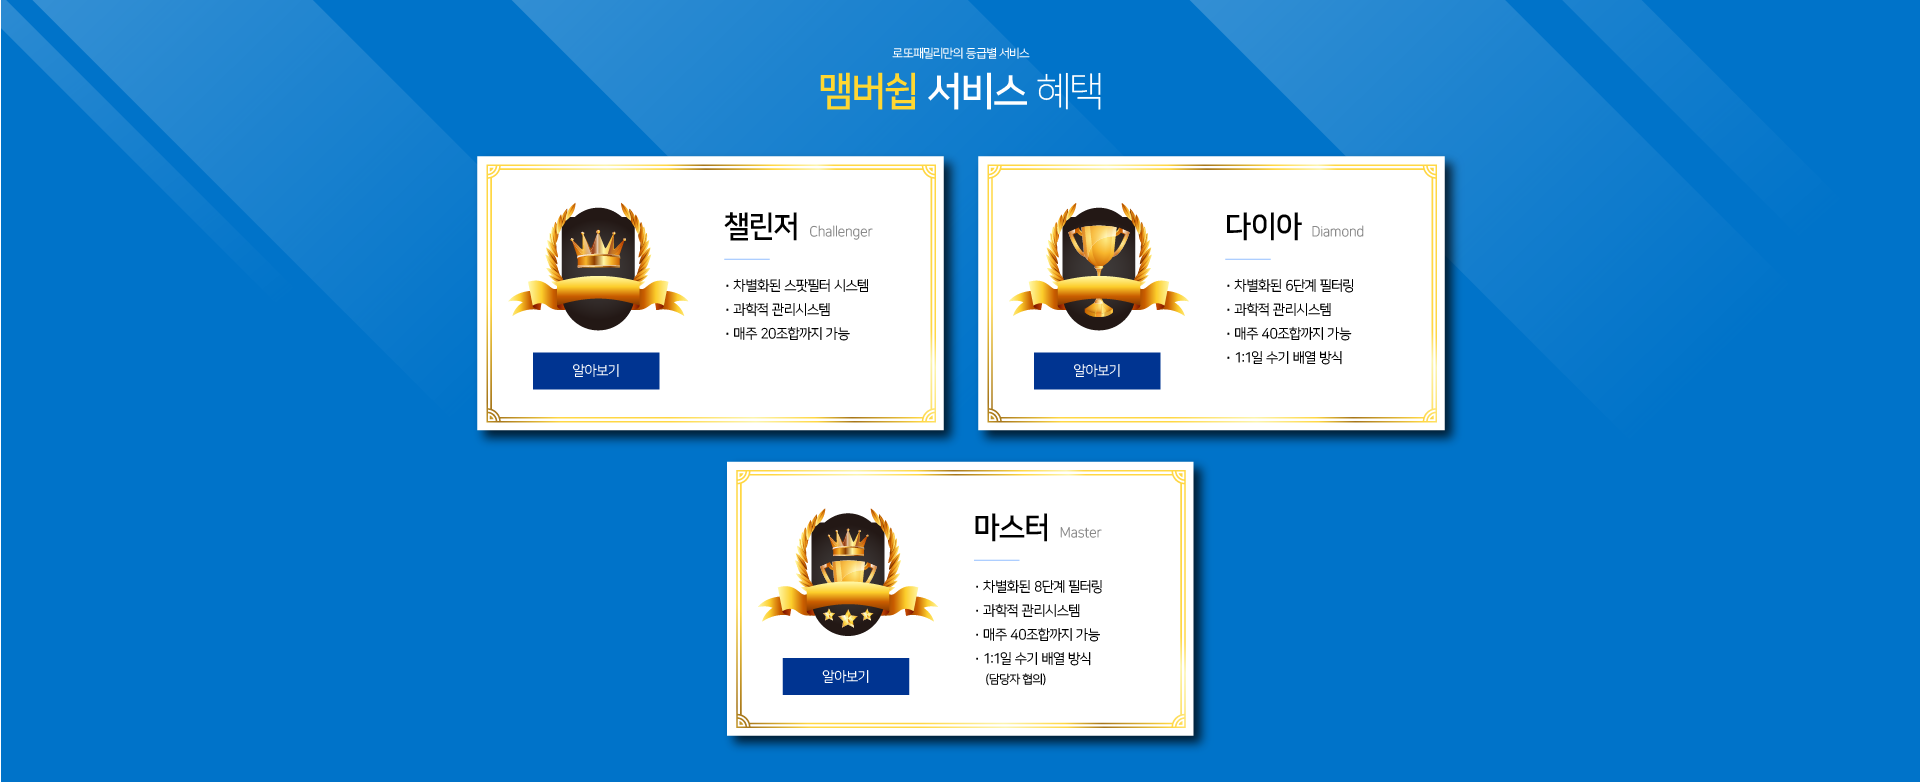 로또패밀리만의 등급별 서비스
맴버쉽 서비스 혜택
챌린저 Challenger
· 차별화된 스팟필터 시스템
· 과학적 관리시스템
· 매주 20조합까지 가능
알아보기
다이아 Diamond
· 차별화된 6단계 필터링
· 과학적 관리시스템
· 매주 40조합까지 가능
· 1:1일 수기 배열 방식
알아보기
마스터 Master
· 차별화된 8단계 필터링
· 과학적 관리시스템
· 매주 40조합까지 가능
· 1:1일 수기 배열 방식
(담당자 협의)
알아보기